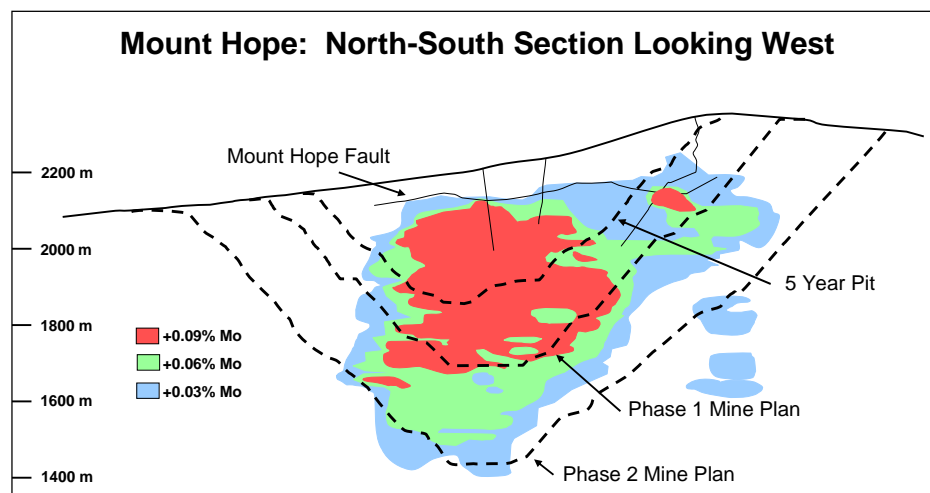 Mount Hope: North-South Section Looking West
Mount Hope Fault
2200 m
2000 m
5 Year Pit
1800 m
+0.09% Mo
+0.06% Mo
+0.03% Mo
1600 m
Phase 1 Mine Plan
Phase 2 Mine Plan
1400 m